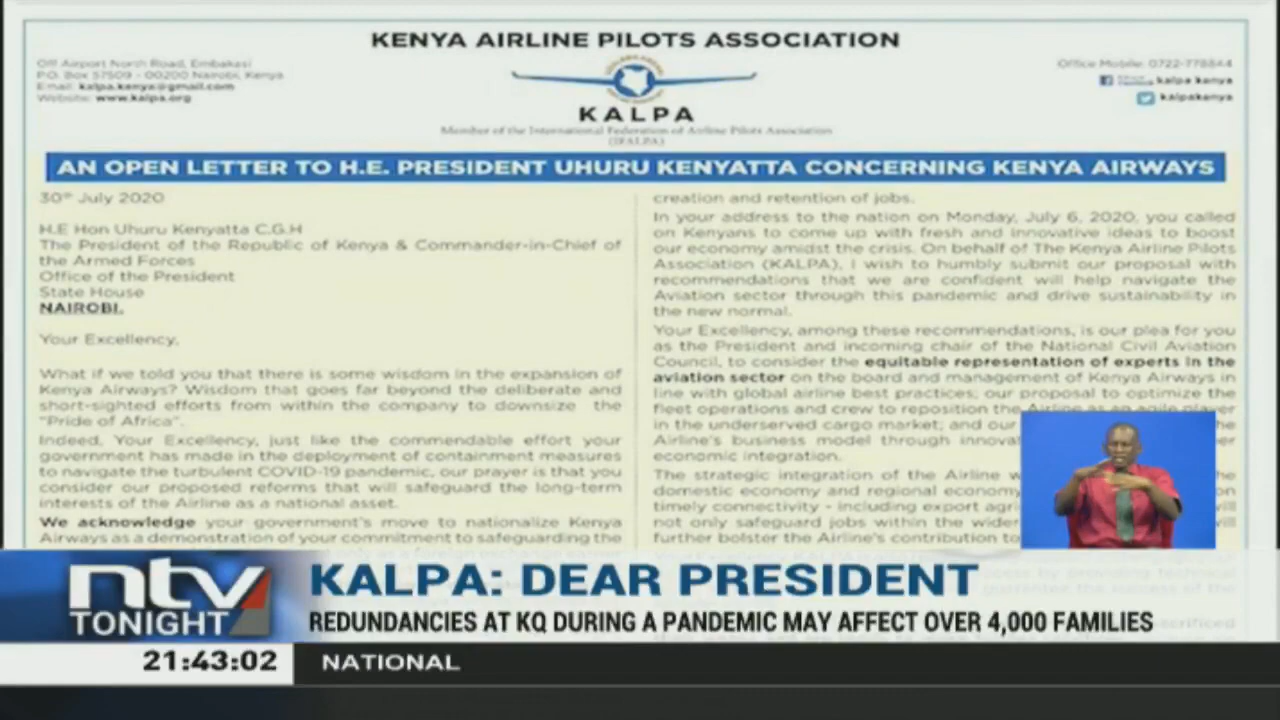 KENYA AIRLINE PILOTS ASSOCIATION
Off Airport North Road, Embakasi
P.O. Box 57509 - 00200 Nairobi, Kenya
E mail: kalpa.kenya@gmail.com
Website: www.kalpa.org
Office Mobile: 0722-778844
kalpa kenya
kalpakenya
KALPA
Member of the International Federation of Airline Pilots Association
(IFALPA)
AN OPEN LETTER TO H.E. PRESIDENT UHURU KENYATTA CONCERNING KENYA AIRWAYS
30th July 2020
H.E Hon Uhuru Kenyatta C.G.H
The President of the Republic of Kenya & Commander-in-Chief of
the Armed Forces
Office of the President
State House
NAIROBI.
Your Excellency,
What if we told you that there is some wisdom in the expansion of
Kenya Airways? Wisdom that goes far beyond the deliberate and
short-sighted efforts from within the company to downsize the
"Pride of Africa".
Indeed, Your Excellency, just like the commendable effort your
government has made in the deployment of containment measures
to navigate the turbulent COVID-19 pandemic, our prayer is that you
consider our proposed reforms that will safeguard the long-term
interests of the Airline as a national asset.
We acknowledge your government's move to nationalize Kenya
Airways as a demonstration of your commitment to safeguarding the
creation and retention of jobs.
In your address to the nation on Monday, July 6, 2020, you called
on Kenyans to come up with fresh and innovative ideas to boost
our economy amidst the crisis. On behalf of The Kenya Airline Pilots
Association (KALPA), I wish to humbly submit our proposal with
recommendations that we are confident will help navigate the
Aviation sector through this pandemic and drive sustainability in
the new normal.
Your Excellency, among these recommendations, is our plea for you
as the President and incoming chair of the National Civil Aviation
Council, to consider the equitable representation of experts in the
aviation sector on the board and management of Kenya Airways in
line with global airline best practices; our proposal to optimize the
fleet operations and crew to reposition the Airline as an agile player
in the underserved cargo market; and our
Airline's business model through
economic integration.
The strategic integration of the Airline
domestic economy and regional economy
timely connectivity - including export
not only safeguard jobs within the wider
further bolster the Airline's contribution to
ntv
TONIGHT
KALPA: DEAR PRESIDENT
REDUNDANCIES AT KQ DURING A PANDEMIC MAY AFFECT OVER 4,000 FAMILIES
21:43:02
NATIONAL